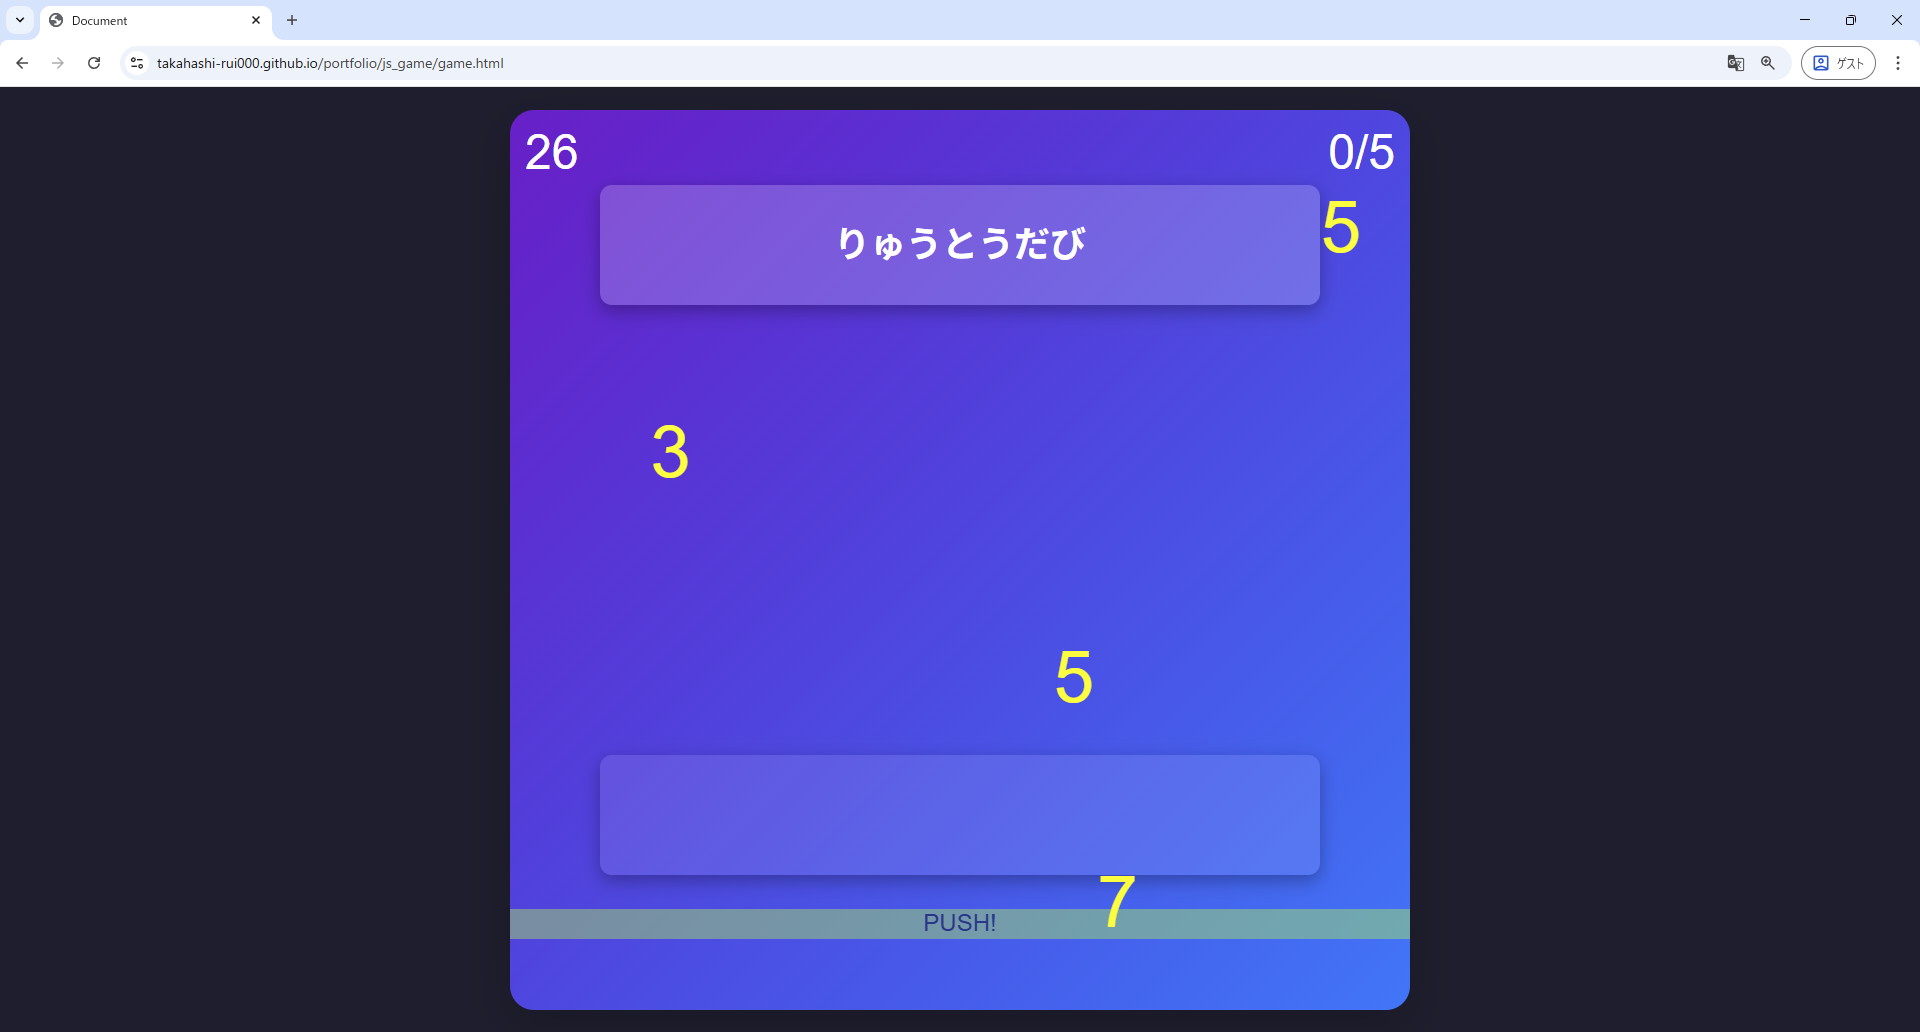 Document
takahashi-rui000.github.io/portfolio/js_game/game.html
ゲスト
26
0/5
りゅうとうだび
5
3
5
7
PUSH!